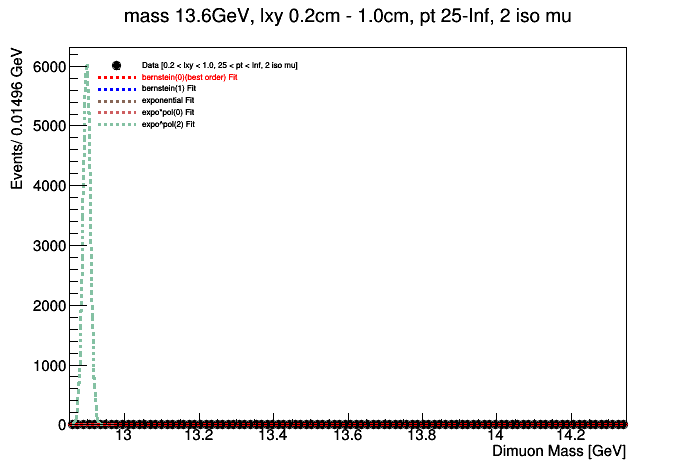 mass 13.6GeV, lxy 0.2cm - 1.0cm, pt 25-Inf, 2 iso mu
Events/ 0.01496 GeV
6000
5000
4000
3000
2000
1000
0
Data [0.2 < lxy < 1.0, 25 < pt < Inf, 2 iso mu]
bernstein(0)(best order) Fit
bernstein(1) Fit
exponential Fit
expo*pol(0) Fit
expo^pol(2) Fit
13 13.2 13.4 13.6 13.8 14 14.2
Dimuon Mass [GeV]